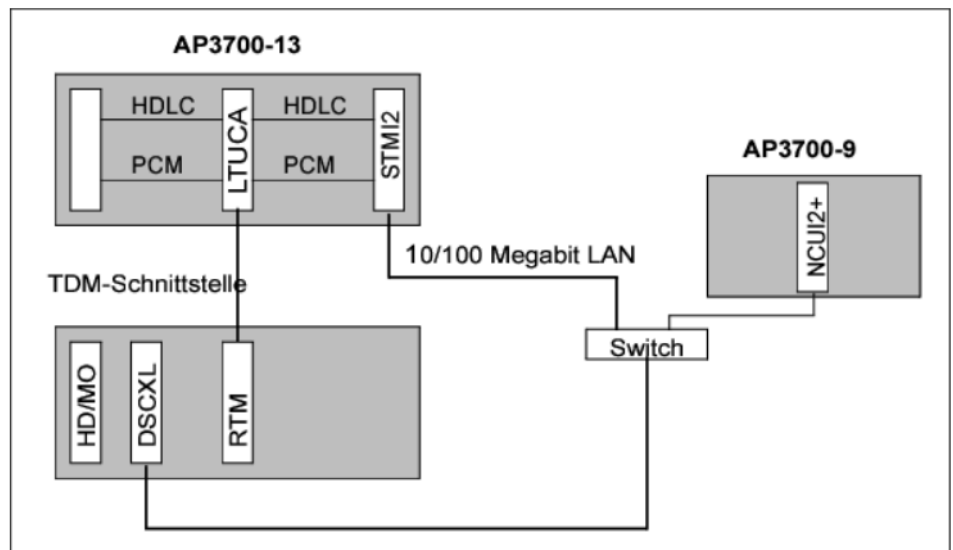 AP3700-13
HDLC
HDLC
LTUCA
STMI2
PCM
PCM
AP3700-9
NCUI2+
10/100 Megabit LAN
TDM-Schnittstelle
Switch
HD/MO
DSCXL
RTM